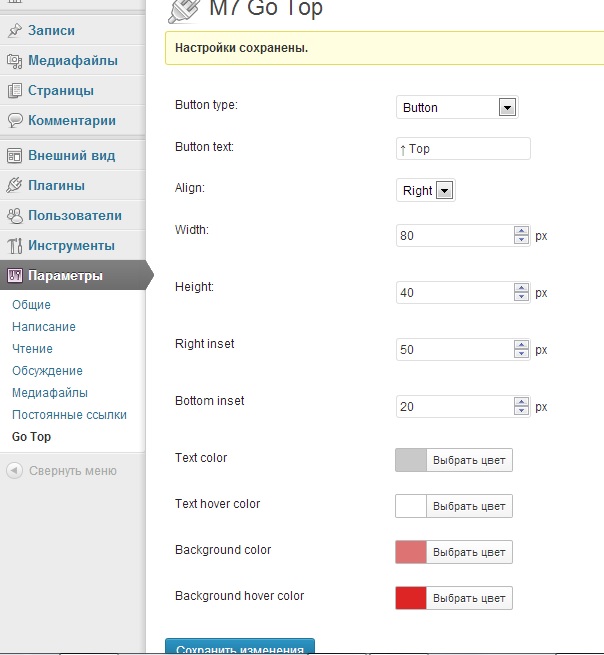 M7 Go Top
Настройки сохранены.
Записи
Медиафайлы
Страницы
Комментарии
Внешний вид
Плагины
Пользователи
Инструменты
Параметры
Общие
Написание
Чтение
Обсуждение
Медиафайлы
Постоянные ссылки
Go Top
Свернуть меню
Button type: Button
Button text: ↑ Top
Align: Right
Width: 80 px
Height: 40 px
Right inset 50 px
Bottom inset 20 px
Text color Выбрать цвет
Text hover color Выбрать цвет
Background color Выбрать цвет
Background hover color Выбрать цвет
Сохранить изменения